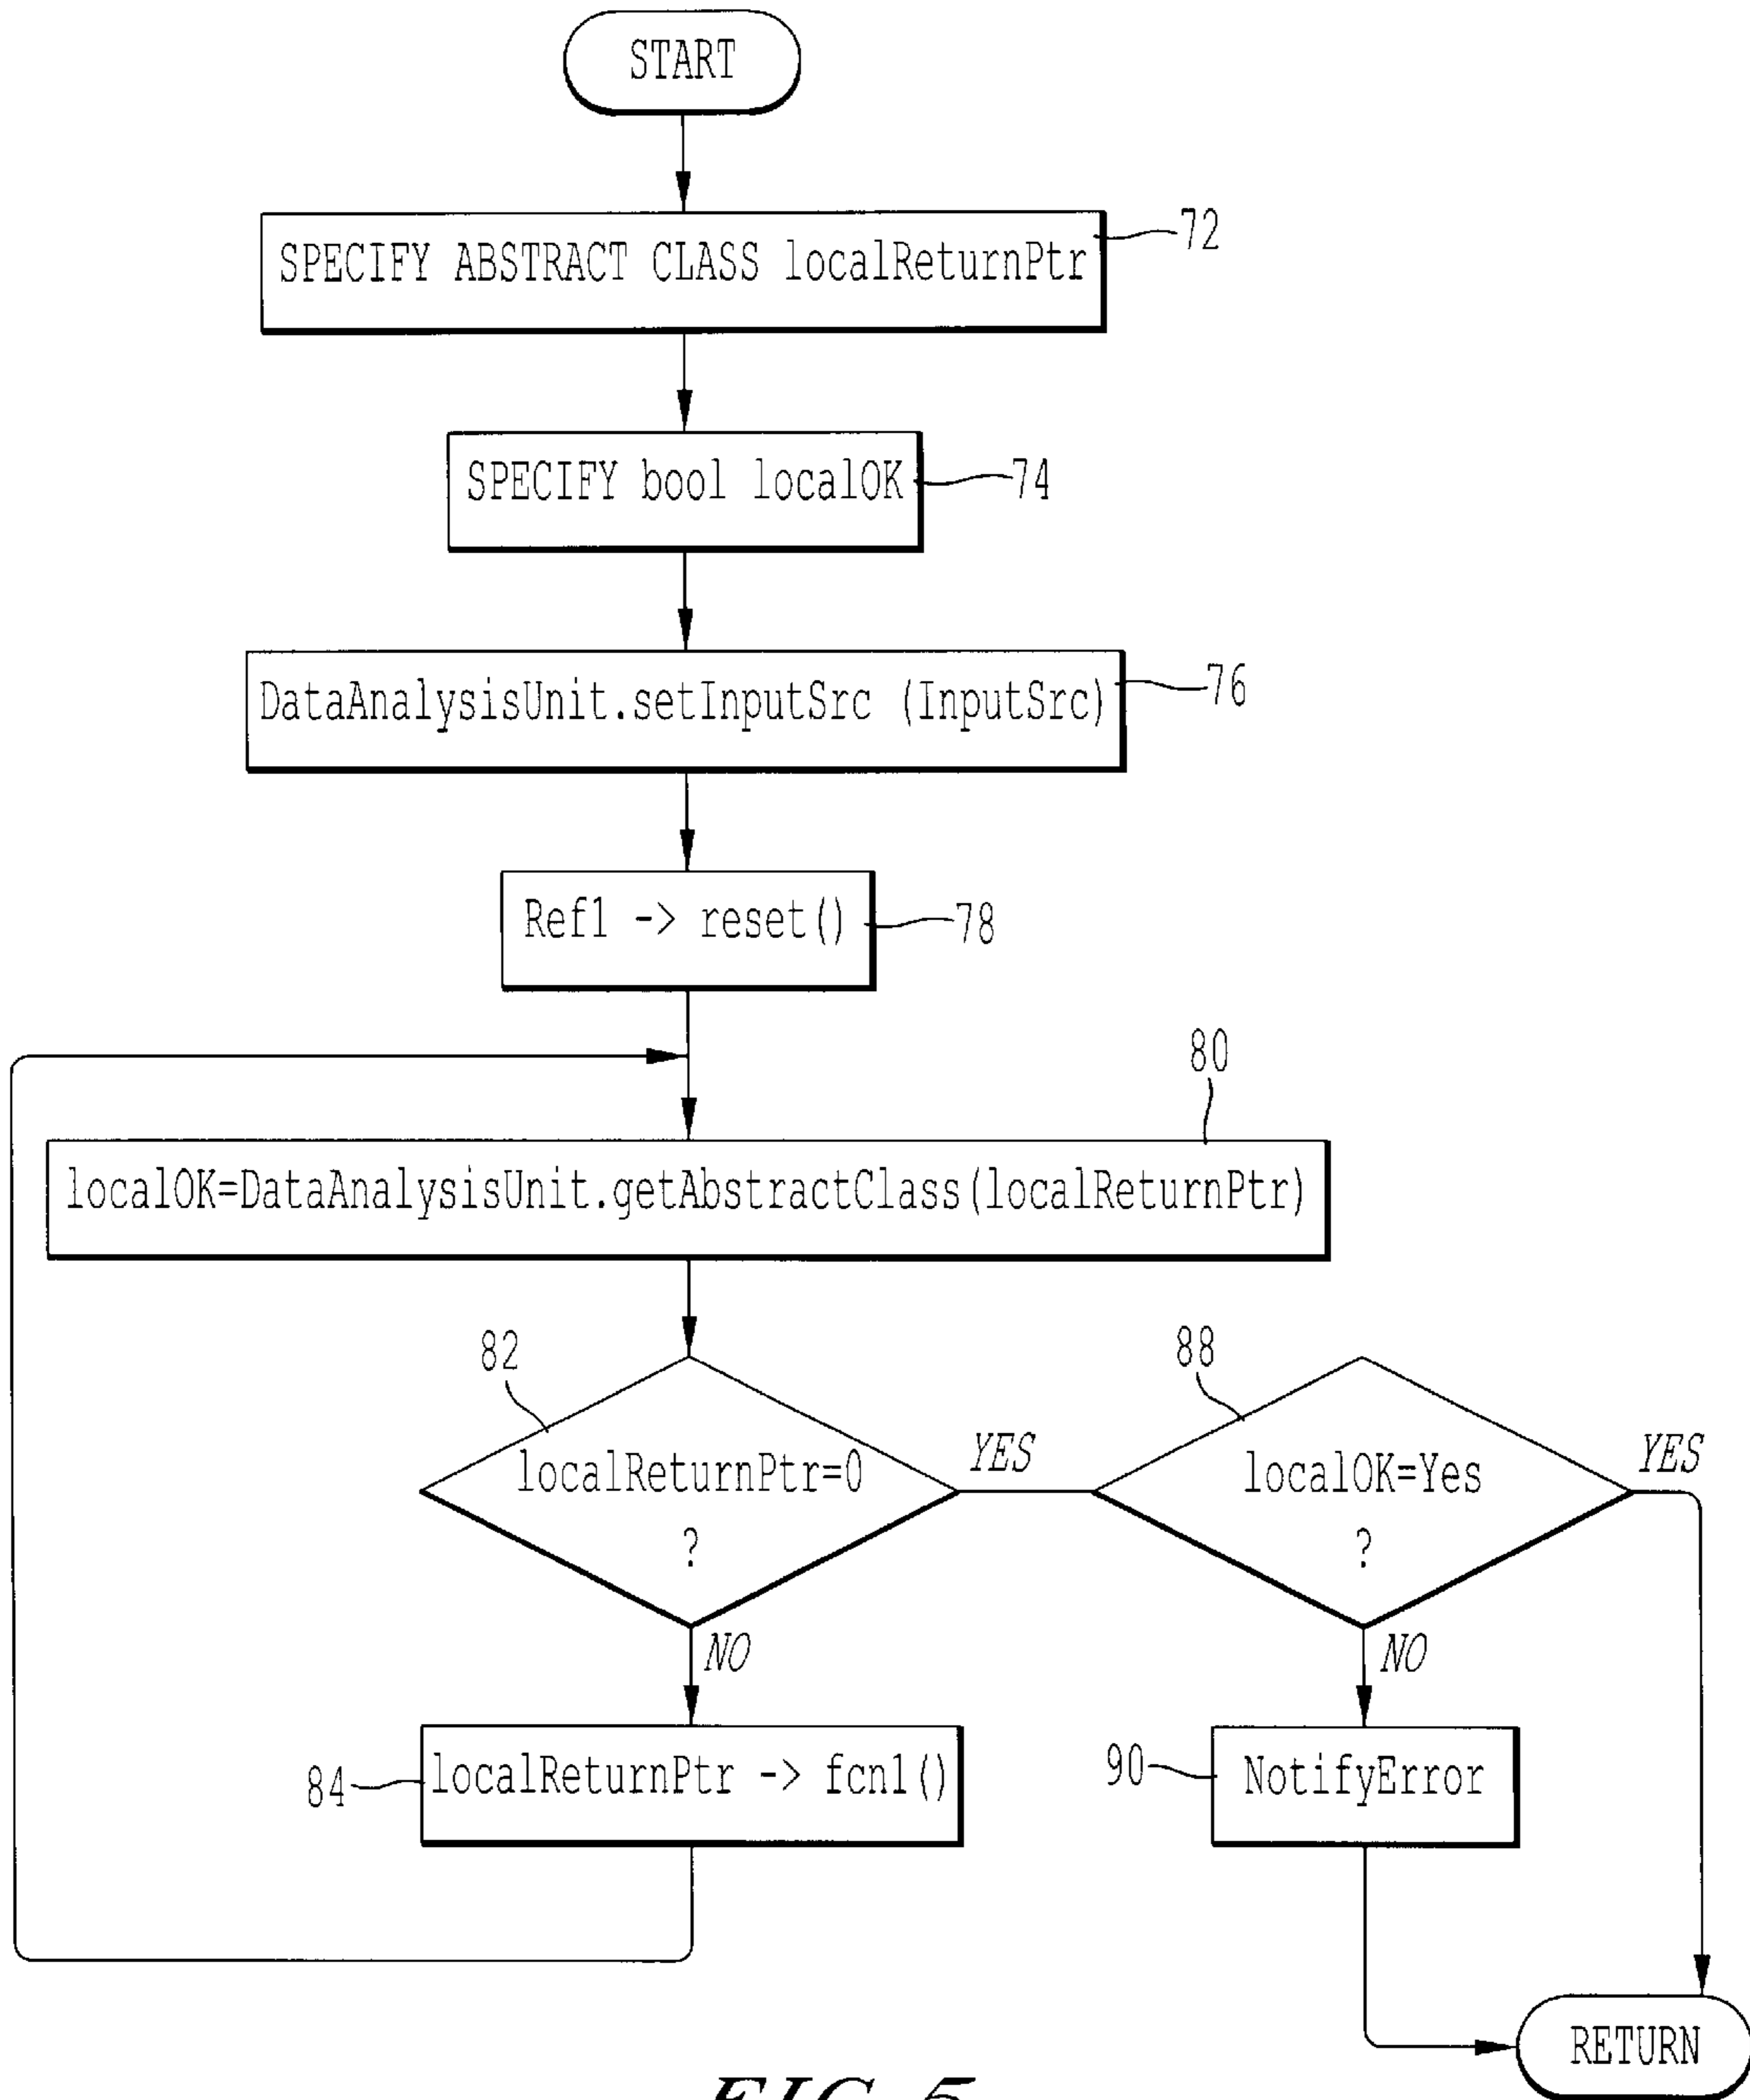 START
SPECIFY ABSTRACT CLASS localReturnPtr
72
SPECIFY bool localOK
74
DataAnalysisUnit.setInputSrc (InputSrc)
76
Ref1 -> reset()
78
80
localOK=DataAnalysisUnit.getAbstractClass(localReturnPtr)
82
localReturnPtr=0
?
YES
NO
88
localOK=Yes
?
YES
NO
84
localReturnPtr -> fcn1()
90
NotifyError
RETURN
FIG. 5